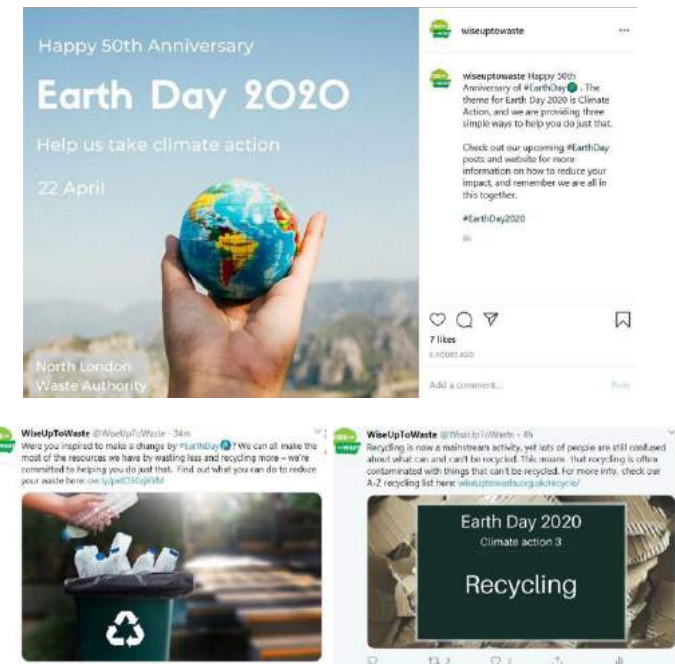 Happy 50th Anniversary
Earth Day 2020
Help us take climate action
22 April
North London
Waste Authority
wiseuptowaste
wiseuptowaste Happy 50th
Anniversary of #EarthDay. The
theme for Earth Day 2020 is Climate
Action, and we are providing three
simple ways to help you do just that.
Check out our upcoming #EarthDay
posts and website for more
information on how to reduce your
impact, and remember we are all in
this together.
#EarthDay2020
7 likes
HOURS AGO
Add a comment...
Post
WiseUpToWaste @WiseUpToWaste · 34m
Were you inspired to make a change by #EarthDay? We can all make the
most of the resources we have by wasting less and recycling more – we're
committed to helping you do just that. Find out what you can do to reduce
your waste here:
WiseUpToWaste @WiseUpToWaste · 4h
Recycling is now a mainstream activity, yet lots of people are still confused
about what can and can't be recycled. This means that recycling is often
contaminated with things that can't be recycled. For more info, check our
A-Z recycling list here: wiseuptowaste.org.uk/recycle/
Earth Day 2020
Climate action 3
Recycling